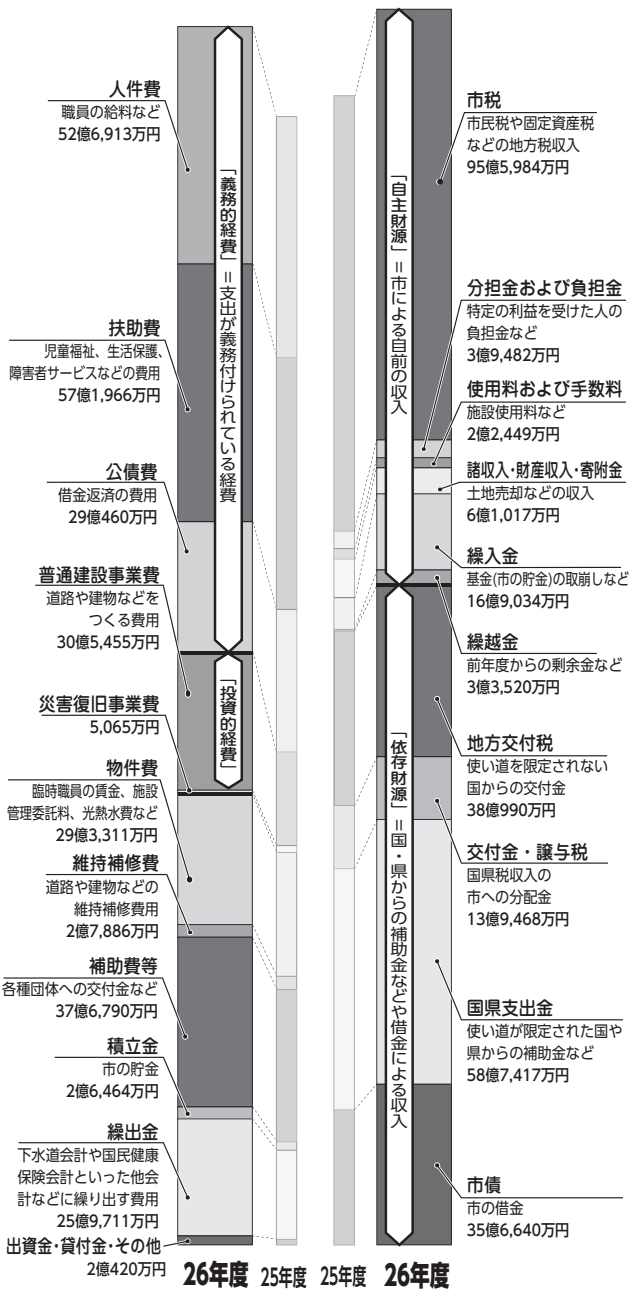 人件費
職員の給料など
52億6,913万円
扶助費
児童福祉、生活保護、
障害者サービスなどの費用
57億1,966万円
公債費
借金返済の費用
29億460万円
普通建設事業費
道路や建物などを
つくる費用
30億5,455万円
災害復旧事業費
5,065万円
物件費
臨時職員の賃金、施設
管理委託料、光熱水費など
29億3,311万円
維持補修費
道路や建物などの
維持補修費用
2億7,886万円
補助費等
各種団体への交付金など
37億6,790万円
積立金
市の貯金
2億6,464万円
繰出金
下水道会計や国民健康
保険会計といった他会
計などに繰り出す費用
25億9,711万円
出資金・貸付金・その他
2億420万円
「義務的経費」＝支出が義務付けられている経費
「投資的経費」
26年度
25年度
25年度
26年度
「自主財源」＝市による自前の収入
「依存財源」＝国・県からの補助金などや借金による収入
市税
市民税や固定資産税
などの地方税収入
95億5,984万円
分担金および負担金
特定の利益を受けた人の
負担金など
3億9,482万円
使用料および手数料
施設使用料など
2億2,449万円
諸収入・財産収入・寄附金
土地売却などの収入
6億1,017万円
繰入金
基金(市の貯金)の取崩しなど
16億9,034万円
繰越金
前年度からの剰余金など
3億3,520万円
地方交付税
使い道を限定されない
国からの交付金
38億990万円
交付金・譲与税
国県税収入の
市への分配金
13億9,468万円
国県支出金
使い道が限定された国や
県からの補助金など
58億7,417万円
市債
市の借金
35億6,640万円